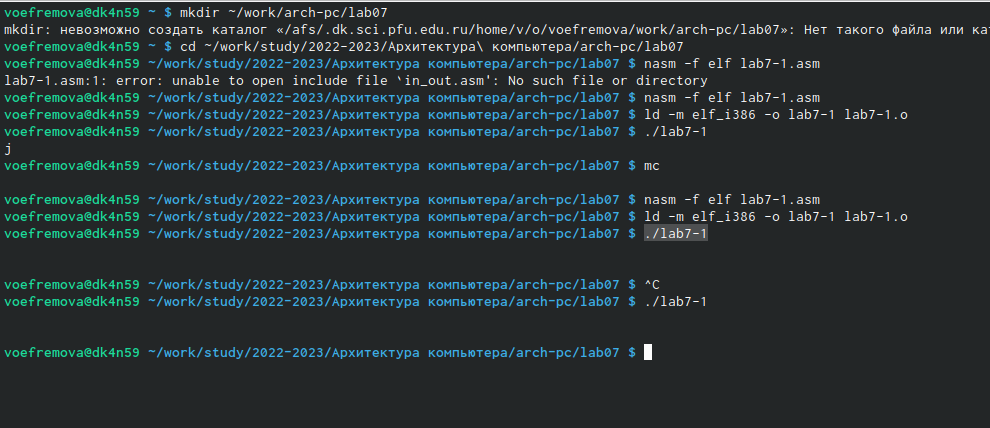 voefremova@dk4n59 ~ $ mkdir ~/work/arch-pc/lab07
mkdir: невозможно создать каталог «/afs/.dk.sci.pfu.edu.ru/home/v/o/voefremova/work/arch-pc/lab07»: Нет такого файла или
voefremova@dk4n59 ~ $ cd ~/work/study/2022-2023/Архитектура\ компьютера/arch-pc/lab07
voefremova@dk4n59 ~/work/study/2022-2023/Архитектура компьютера/arch-pc/lab07 $ nasm -f elf lab7-1.asm
lab7-1.asm:1: error: unable to open include file `in_out.asm': No such file or directory
voefremova@dk4n59 ~/work/study/2022-2023/Архитектура компьютера/arch-pc/lab07 $ nasm -f elf lab7-1.asm
voefremova@dk4n59 ~/work/study/2022-2023/Архитектура компьютера/arch-pc/lab07 $ ld -m elf_i386 -o lab7-1 lab7-1.o
voefremova@dk4n59 ~/work/study/2022-2023/Архитектура компьютера/arch-pc/lab07 $ ./lab7-1
j
voefremova@dk4n59 ~/work/study/2022-2023/Архитектура компьютера/arch-pc/lab07 $ mc
voefremova@dk4n59 ~/work/study/2022-2023/Архитектура компьютера/arch-pc/lab07 $ nasm -f elf lab7-1.asm
voefremova@dk4n59 ~/work/study/2022-2023/Архитектура компьютера/arch-pc/lab07 $ ld -m elf_i386 -o lab7-1 lab7-1.o
voefremova@dk4n59 ~/work/study/2022-2023/Архитектура компьютера/arch-pc/lab07 $ ./lab7-1
voefremova@dk4n59 ~/work/study/2022-2023/Архитектура компьютера/arch-pc/lab07 $ ^C
voefremova@dk4n59 ~/work/study/2022-2023/Архитектура компьютера/arch-pc/lab07 $ ./lab7-1
voefremova@dk4n59 ~/work/study/2022-2023/Архитектура компьютера/arch-pc/lab07 $